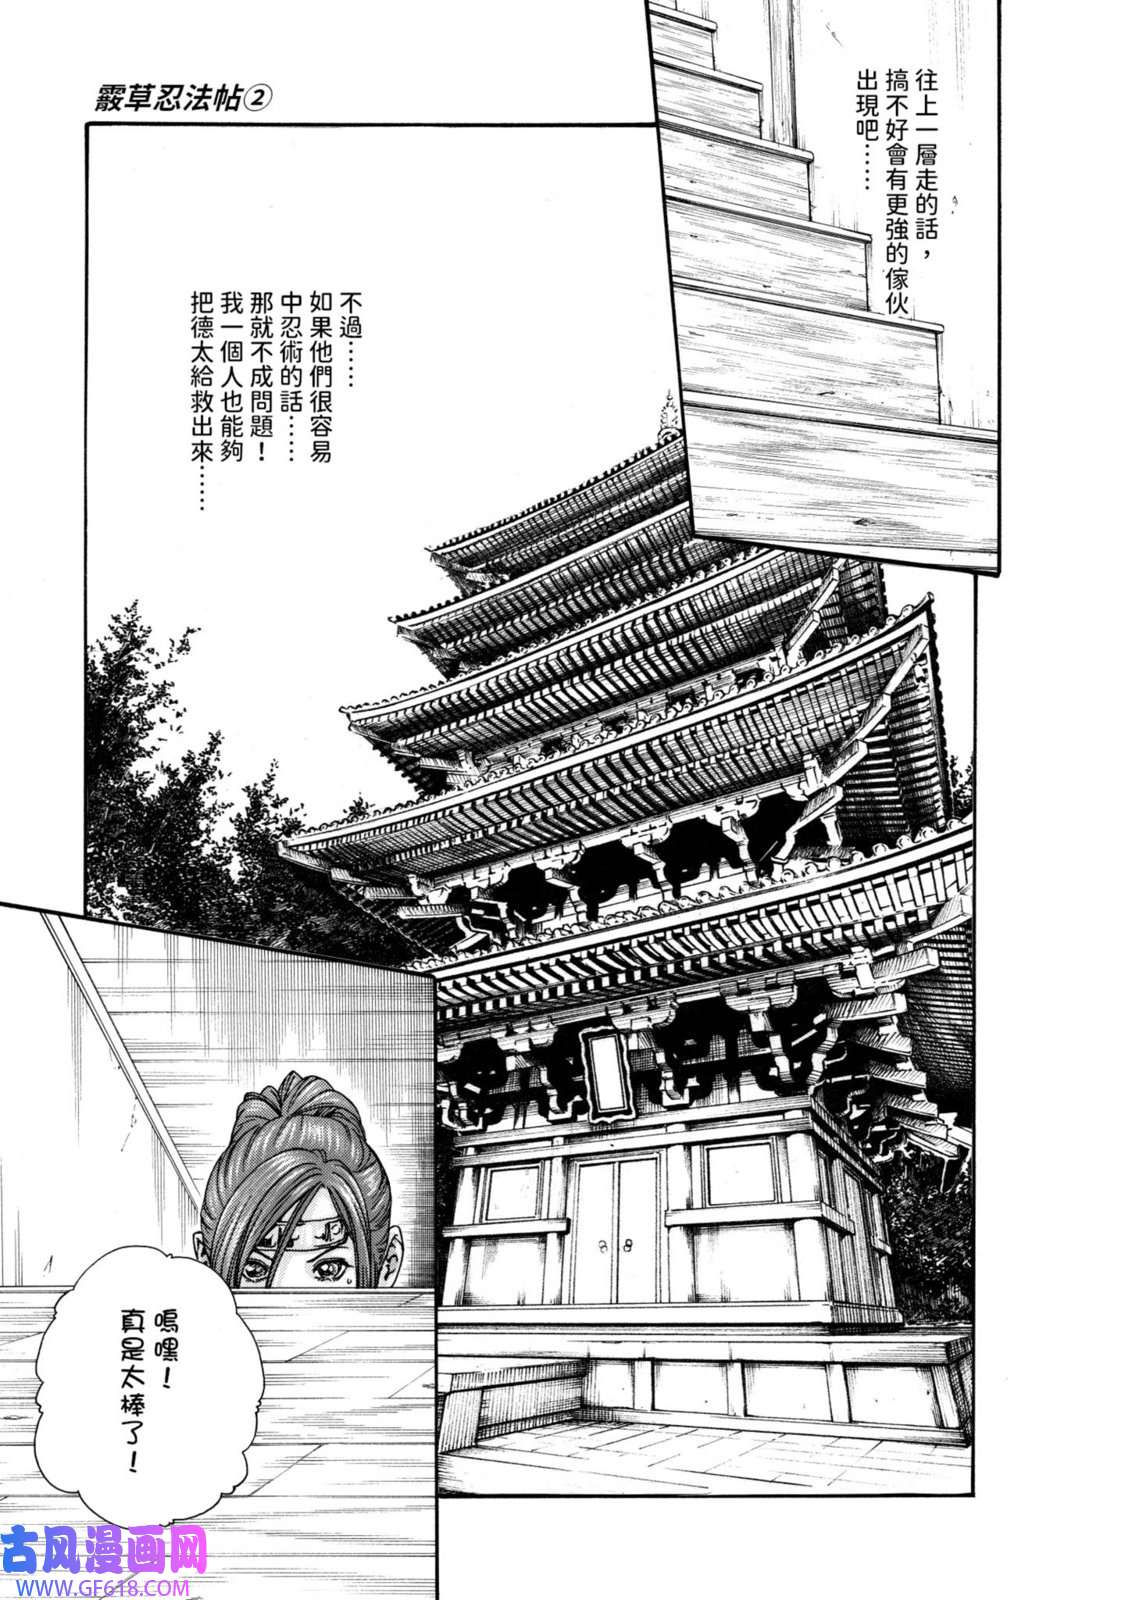 霞草忍法帖②
往上一層走的話，
搞不好會有更強的傢伙
出現吧……
不過……
如果他們很容易
中忍術的話……
那就不成問題！
我一個人也能夠
把德太給救出來……
嗚嘿！
真是太棒了！
古风漫画网
WWW.GF618.COM